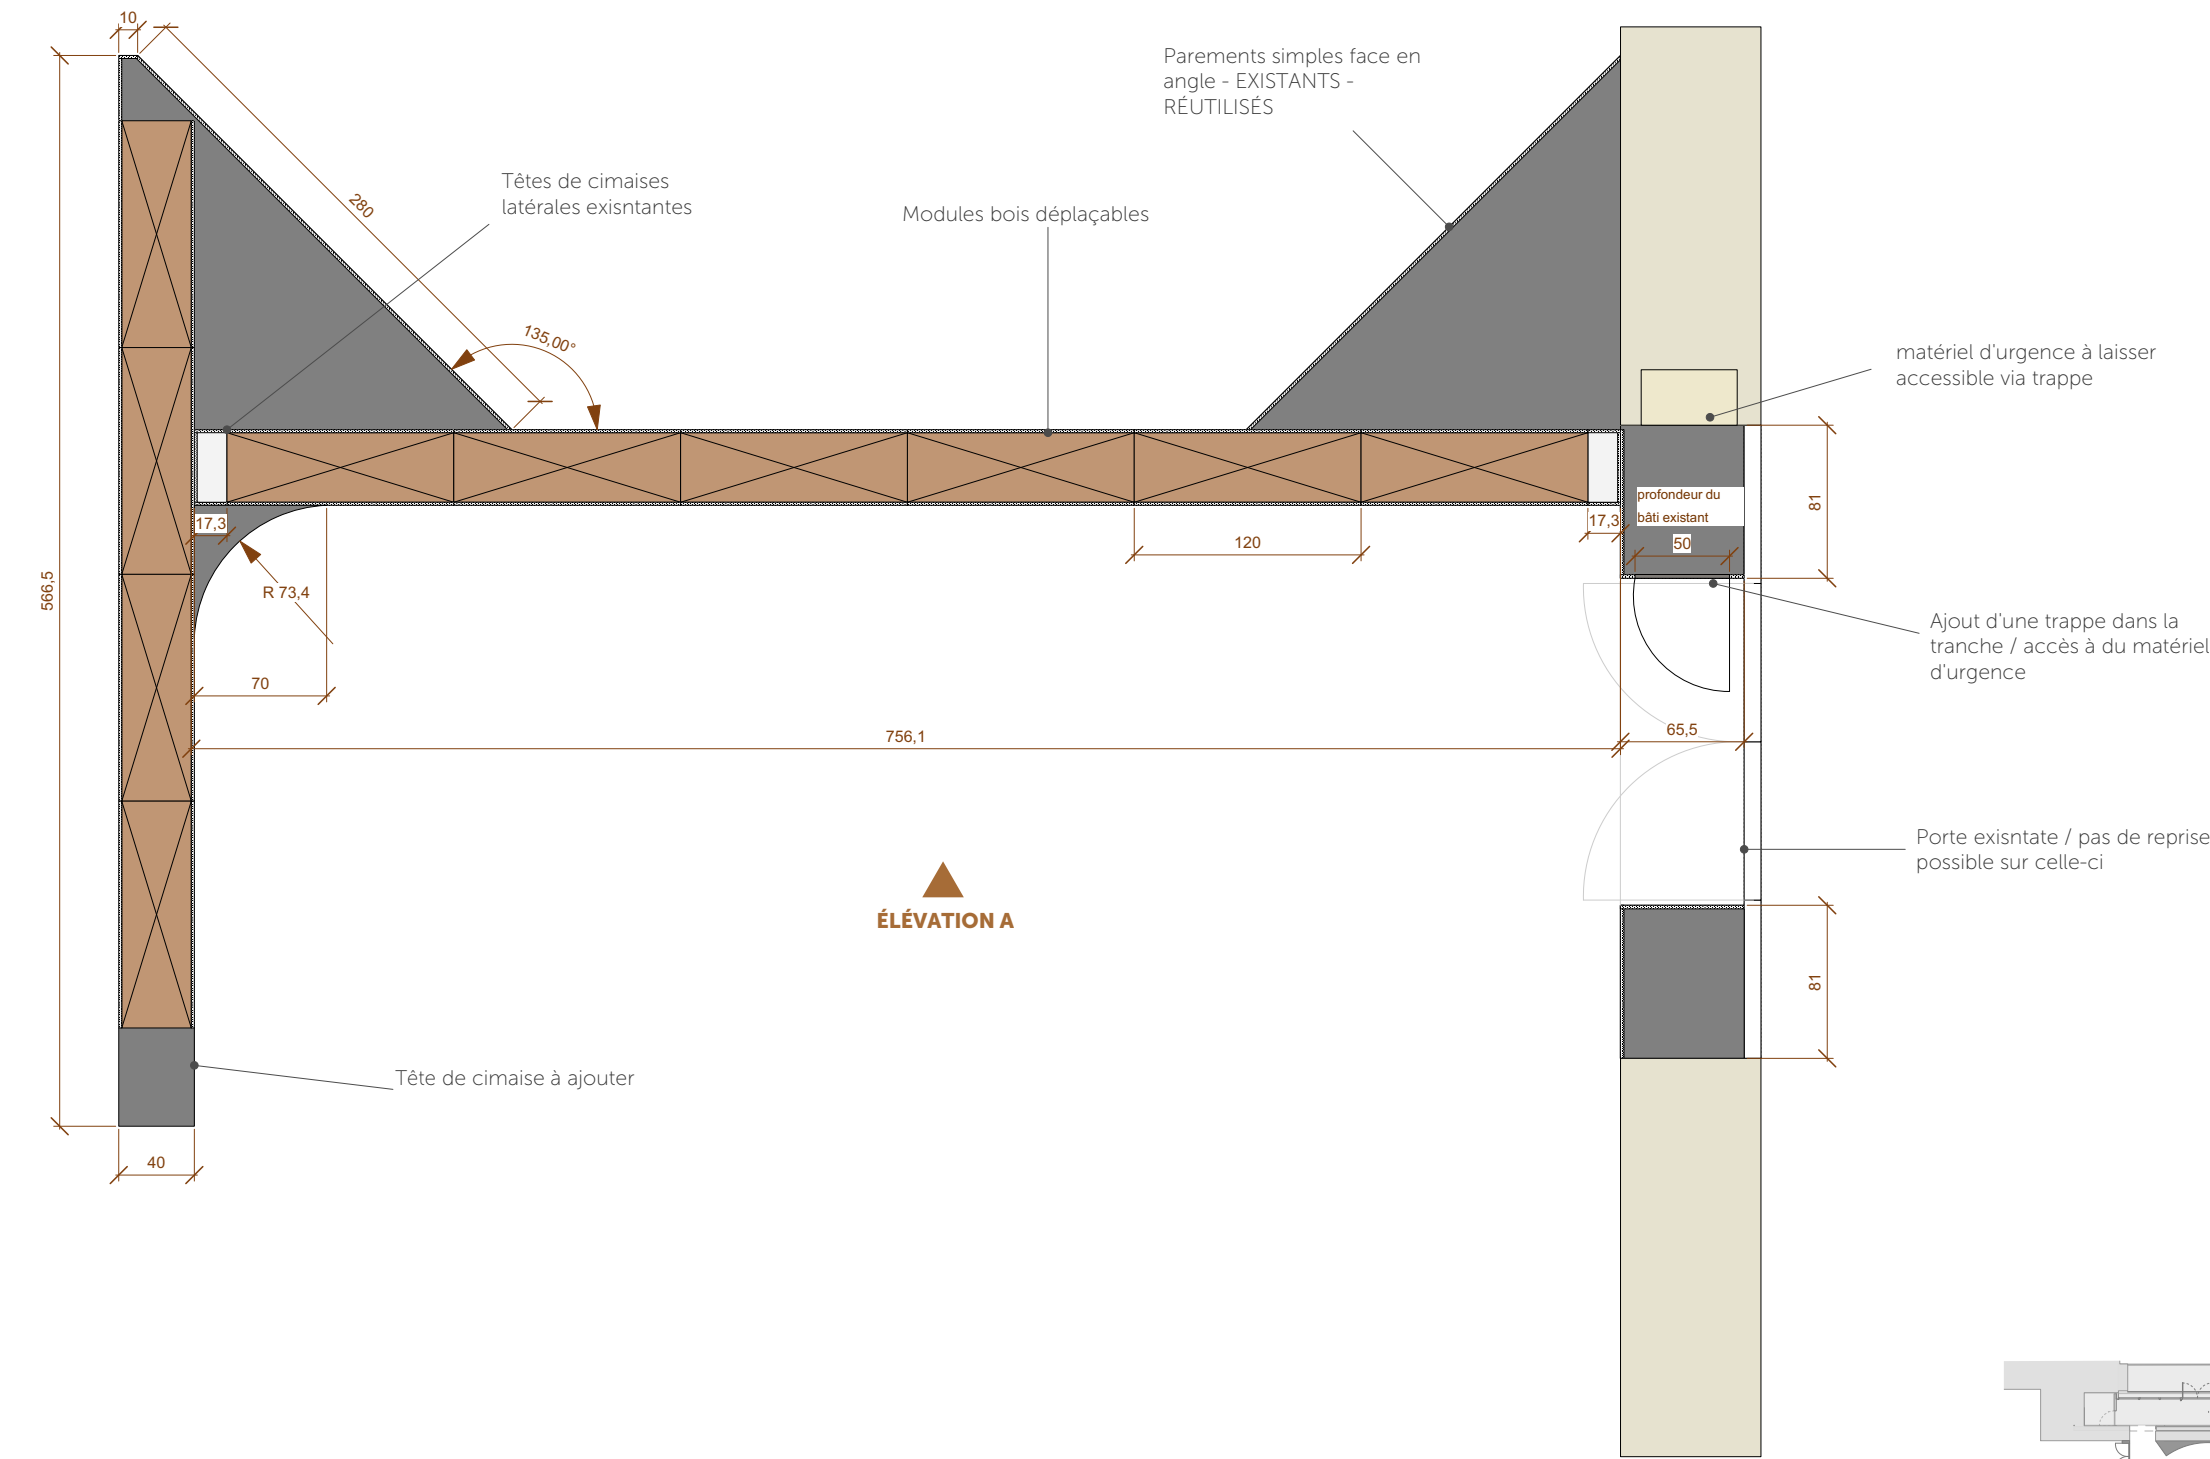 10
Parements simples face en
angle - EXISTANTS -
RÉUTILISÉS
Têtes de cimaises
latérales exisntantes
280
Modules bois déplaçables
135,00°
matériel d'urgence à laisser
accessible via trappe
profondeur du
bâti existant
81
17,3
17,3
50
120
566,5
R 73,4
Ajout d'une trappe dans la
tranche / accès à du matériel
d'urgence
70
756,1
65,5
Porte exisntate / pas de reprise
possible sur celle-ci
ÉLÉVATION A
81
Tête de cimaise à ajouter
40